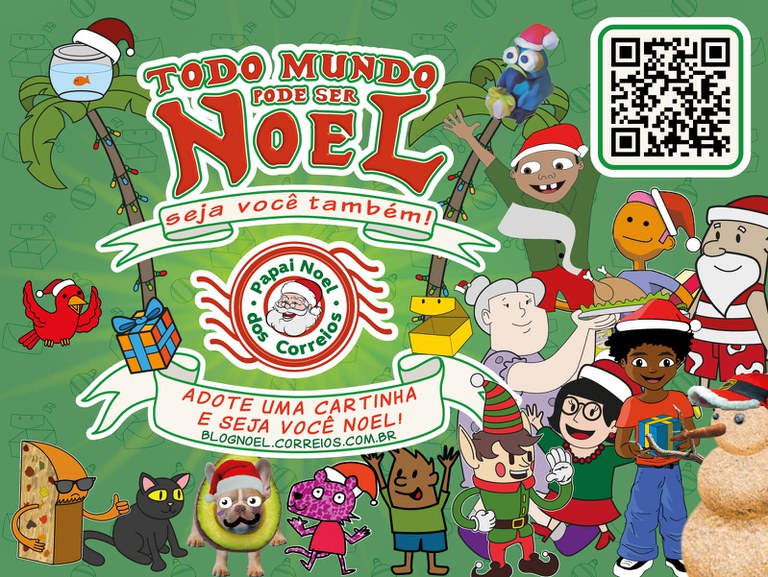 TODO MUNDO
PODE SER
NOEL
seja você também!
Papai Noel
dos Correios
ADOTE UMA CARTINHA
E SEJA VOCÊ NOEL!
BLOGNOEL.CORREIOS.COM.BR